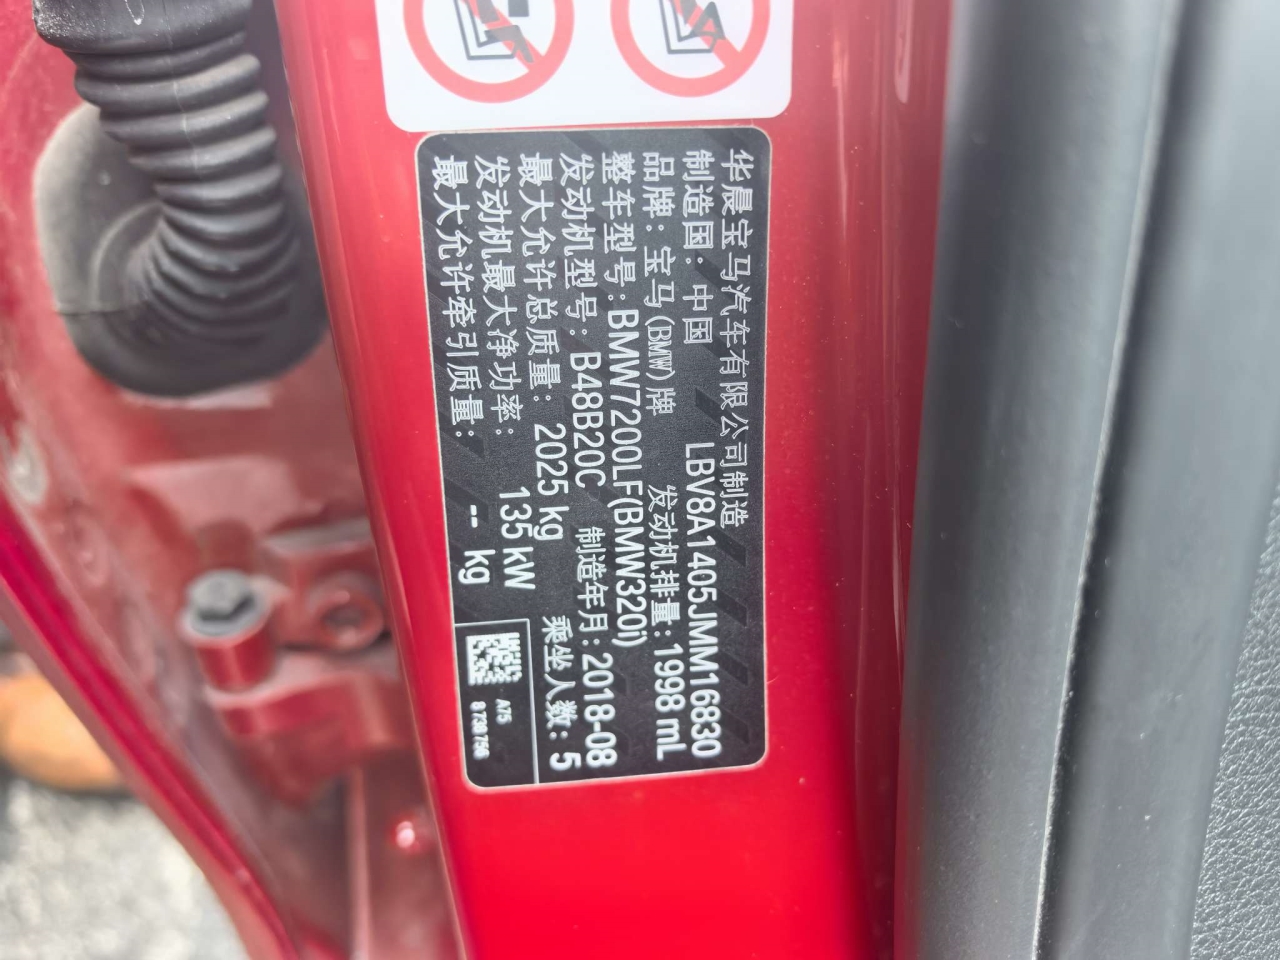 华晨宝马汽车有限公司制造
制造国: 中国 LBV8A1405JMM16830
品牌: 宝马(BMW)牌 发动机排量: 1998 mL
整车型号: BMW7200LF(BMW320i)
发动机型号: B48B20C 制造年月: 2018-08
最大允许总质量: 2025 kg 乘坐人数: 5
发动机最大净功率: 135 kW
最大允许牵引质量: -- kg
A75
8 738 756